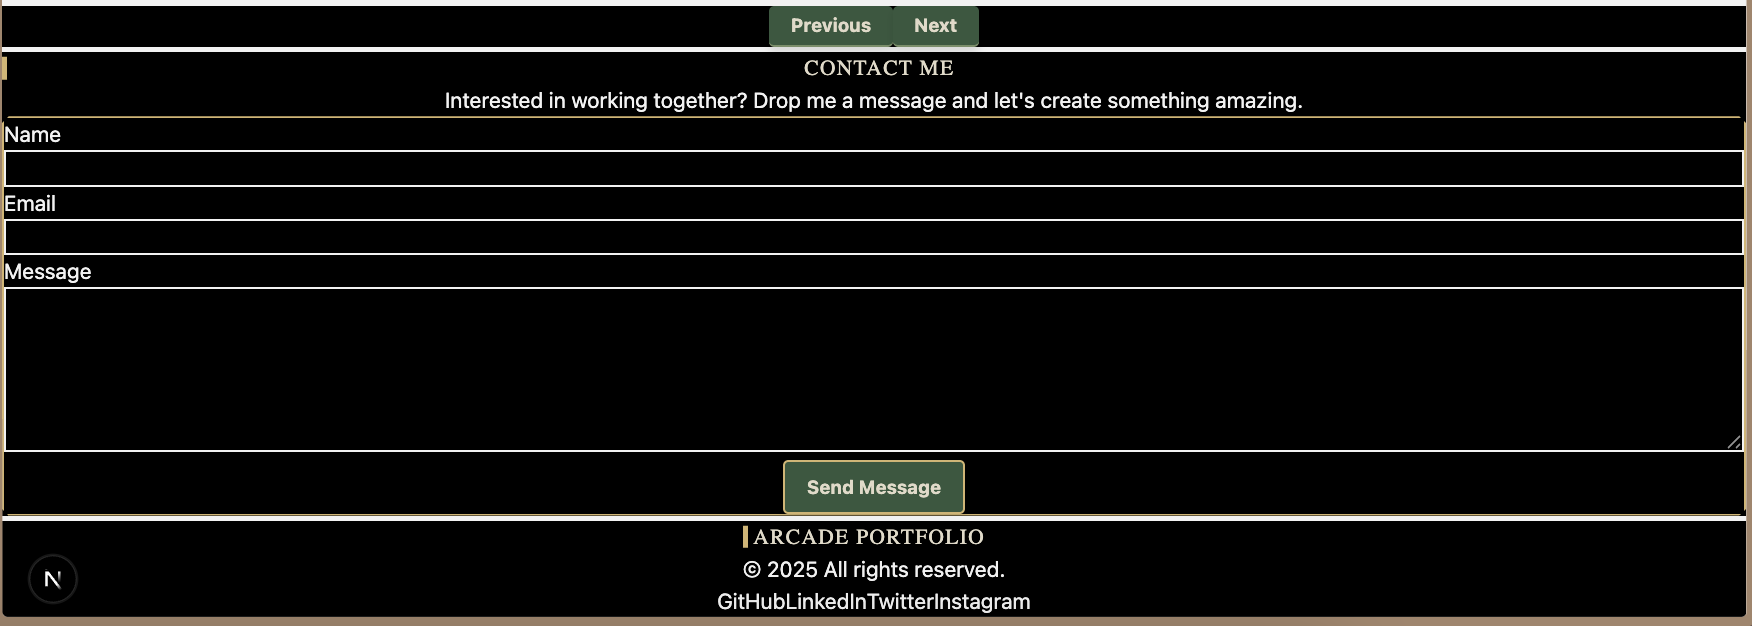 Previous Next
CONTACT ME
Interested in working together? Drop me a message and let's create something amazing.
Name
Email
Message
Send Message
ARCADE PORTFOLIO
© 2025 All rights reserved.
GitHubLinkedInTwitterInstagram
N